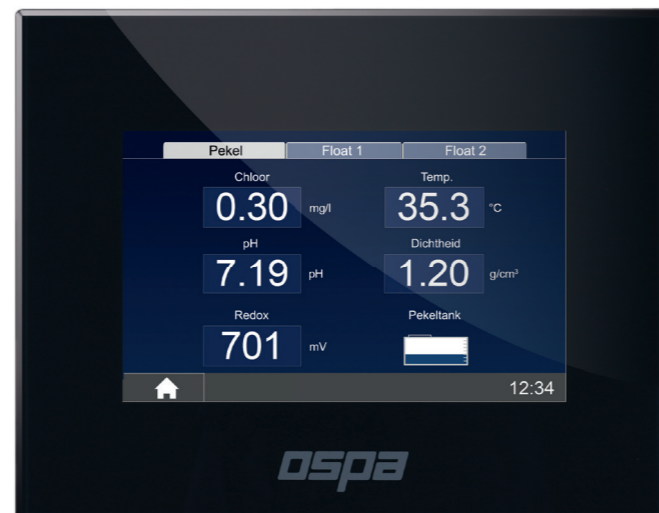 Pekel Float 1 Float 2
Chloor Temp.
0.30 mg/l 35.3 °C
pH Dichtheid
7.19 pH 1.20 g/cm³
Redox Pekeltank
701 mV
12:34
ospa